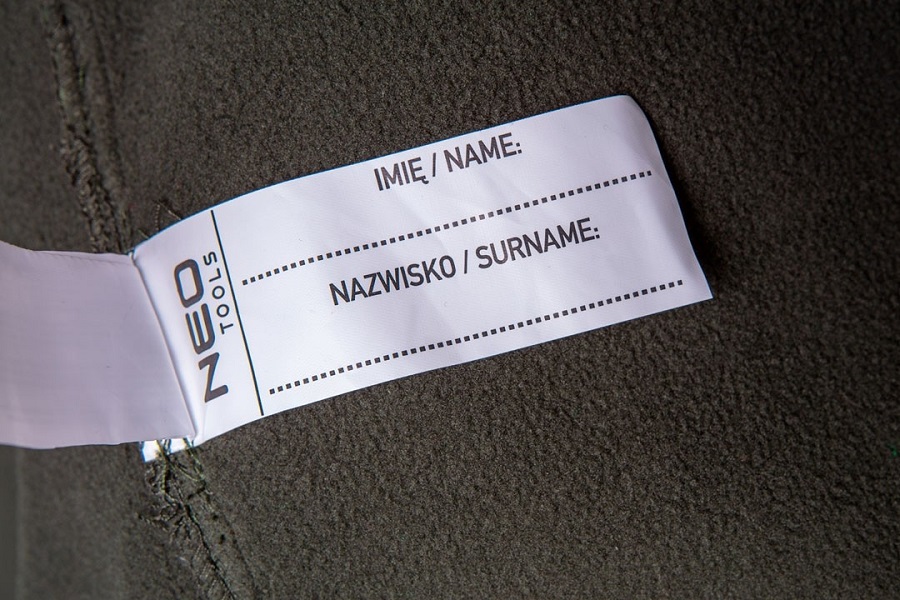 NEO
TOOLS
IMIĘ / NAME:
NAZWISKO / SURNAME: